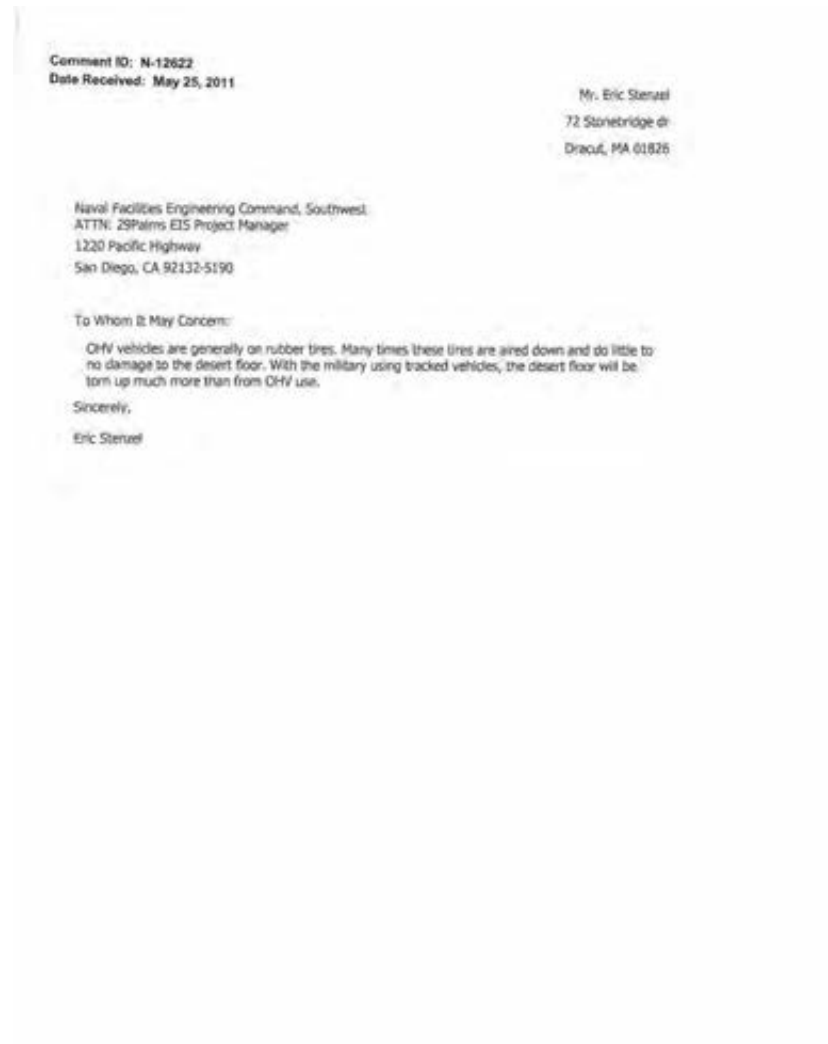 Comment ID: N-12622
Date Received: May 25, 2011
Mr. Eric Stenzel
72 Stonebridge dr
Dracut, MA 01826
Naval Facilities Engineering Command, Southwest
ATTN: 29Palms EIS Project Manager
1220 Pacific Highway
San Diego, CA 92132-5190
To Whom It May Concern:
OHV vehicles are generally on rubber tires. Many times these tires are aired down and do little to
no damage to the desert floor. With the military using tracked vehicles, the desert floor will be
torn up much more than from OHV use.
Sincerely,
Eric Stenzel